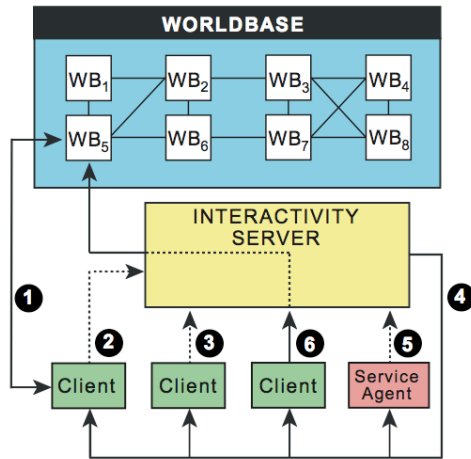 WORLDBASE
WB1 WB2 WB3 WB4
WB5 WB6 WB7 WB8
INTERACTIVITY
SERVER
1 4
2 3 6 5
Client Client Client Service
Agent